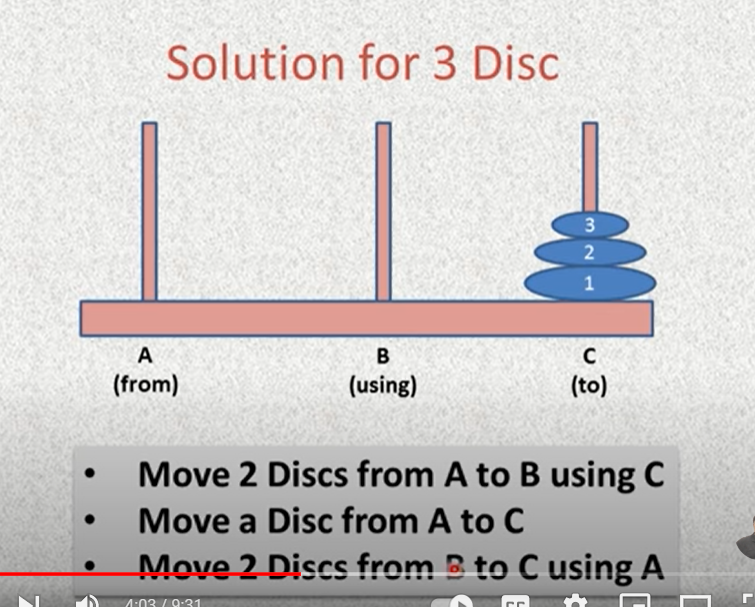 Solution for 3 Disc
3
2
1
A
(from)
B
(using)
C
(to)
• Move 2 Discs from A to B using C
• Move a Disc from A to C
• Move 2 Discs from B to C using A
4:03 / 9:31
CC